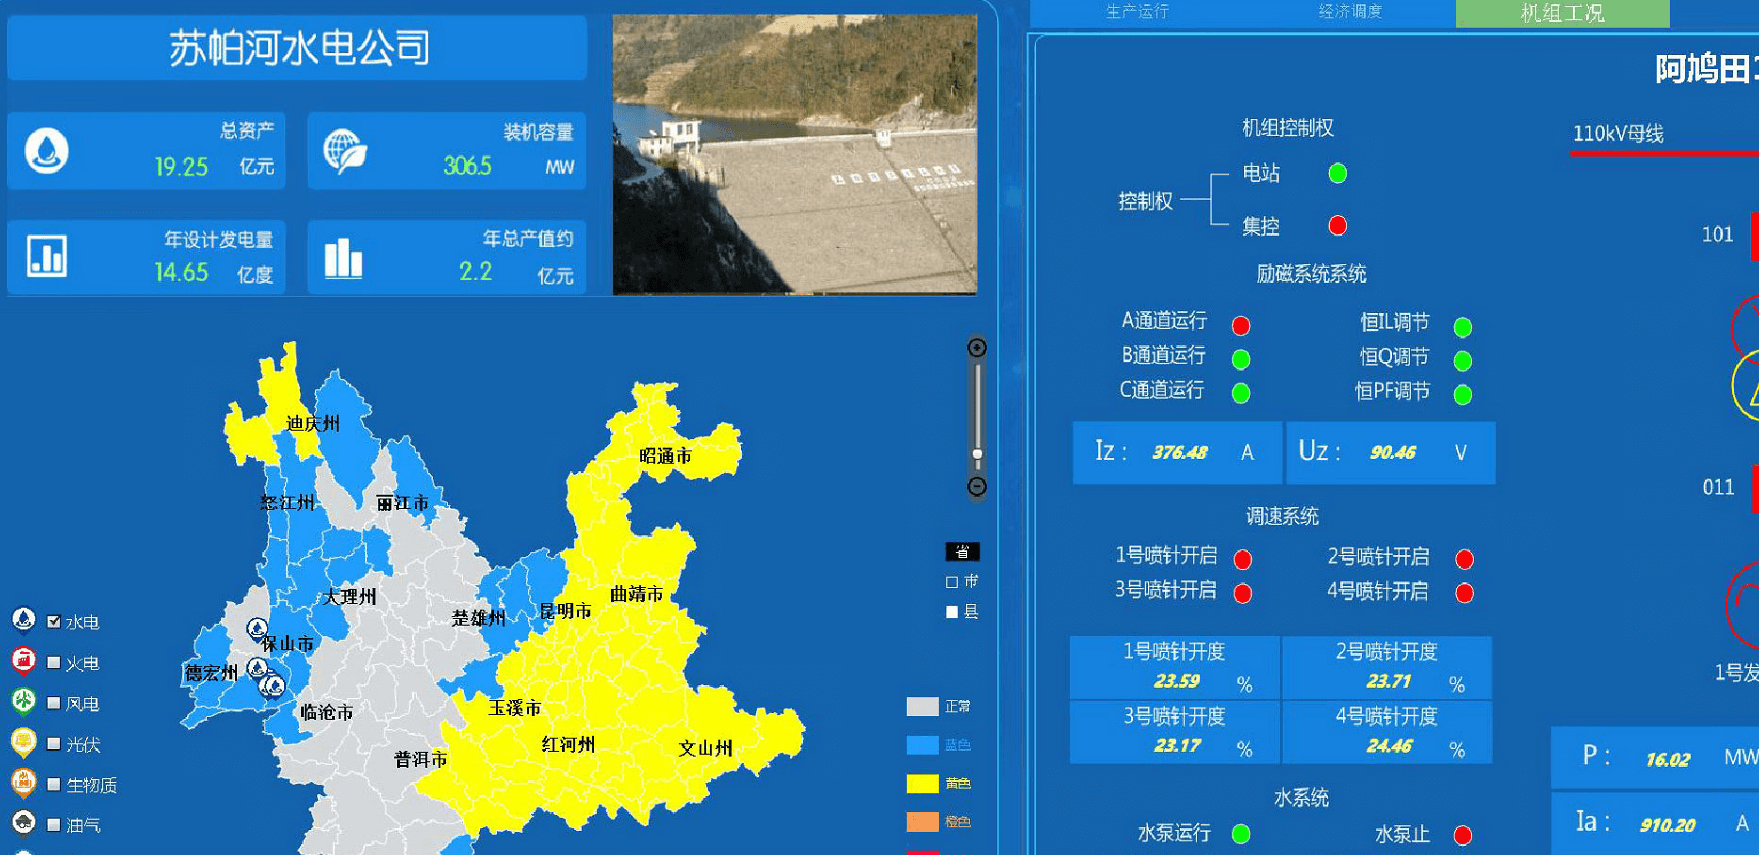 苏帕河水电公司
总资产
19.25 亿元
装机容量
306.5 MW
年设计发电量
14.65 亿度
年总产值约
2.2 亿元
迪庆州
昭通市
怒江州
丽江市
大理州
曲靖市
楚雄州
昆明市
保山市
德宏州
临沧市
玉溪市
红河州
文山州
普洱市
省
市
县
水电
火电
风电
光伏
生物质
油气
正常
蓝色
黄色
橙色
生产运行
经济调度
机组工况
阿鸠田
110kV母线
机组控制权
控制权
电站
集控
101
励磁系统系统
A通道运行
恒IL调节
B通道运行
恒Q调节
C通道运行
恒PF调节
Iz： 376.48 A
Uz： 90.46 V
011
调速系统
1号喷针开启
2号喷针开启
3号喷针开启
4号喷针开启
1号喷针开度
23.59 %
2号喷针开度
23.71 %
3号喷针开度
23.17 %
4号喷针开度
24.46 %
1号发
水系统
水泵运行
水泵止
P： 16.02 MW
Ia： 910.20 A